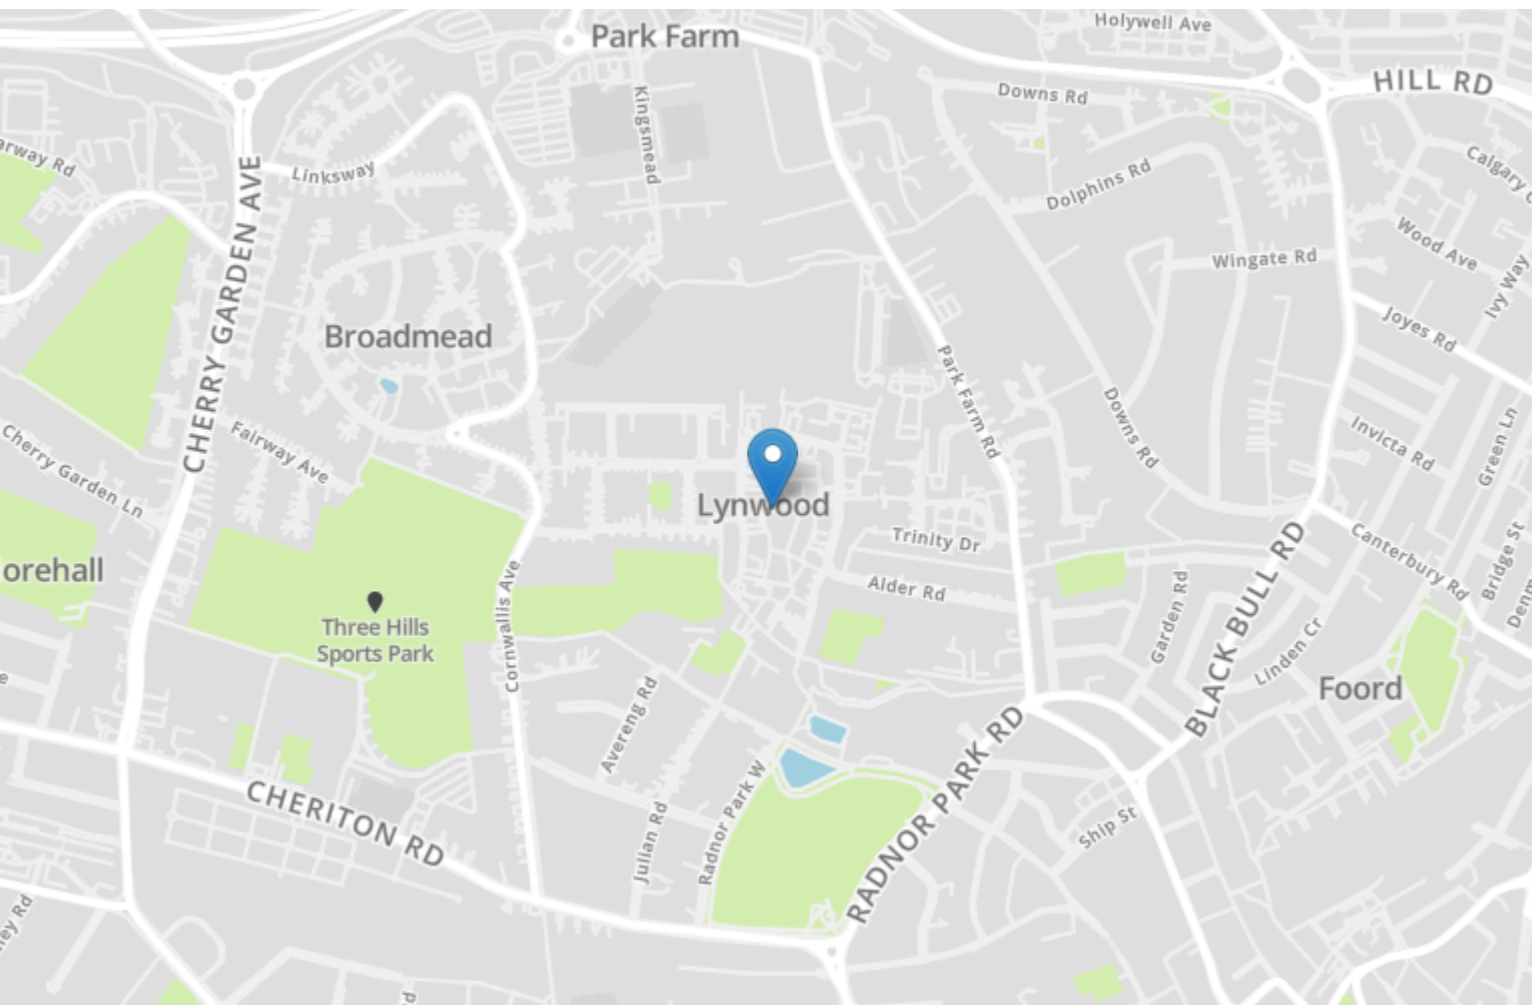 Holywell Ave
Park Farm
HILL RD
Downs Rd
Kingsmead
Linksway
Calgary
Dolphins Rd
CHERRY GARDEN AVE
Wood Ave
Wingate Rd
Ivy Way
Broadmead
Joyes Rd
Park Farm Rd
Downs Rd
Fairway Ave
Cherry Garden Ln
Invicta Rd
Green Ln
Lynwood
Trinity Dr
Canterbury Rd
Bridge St
orehall
Alder Rd
Cornwallis Ave
Garden Rd
BLACK BULL RD
Three Hills
Sports Park
Linden Cr
Foord
Avereng Rd
RADNOR PARK RD
CHERITON RD
Radnor Park W
Julian Rd
Ship St